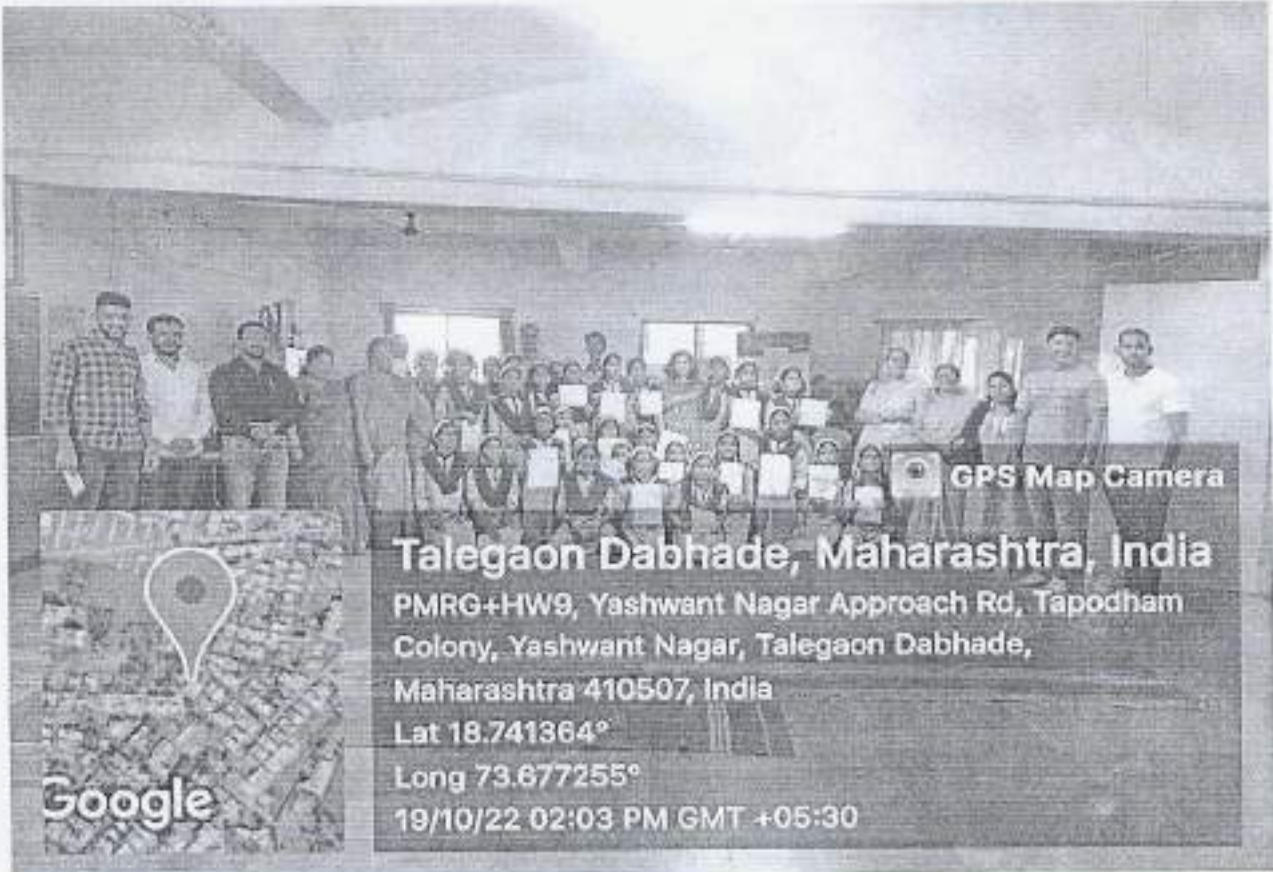 GPS Map Camera
Talegaon Dabhade, Maharashtra, India
PMRG+HW9, Yashwant Nagar Approach Rd, Tapodham
Colony, Yashwant Nagar, Talegaon Dabhade,
Maharashtra 410507, India
Lat 18.741364°
Long 73.677255°
19/10/22 02:03 PM GMT +05:30
Google